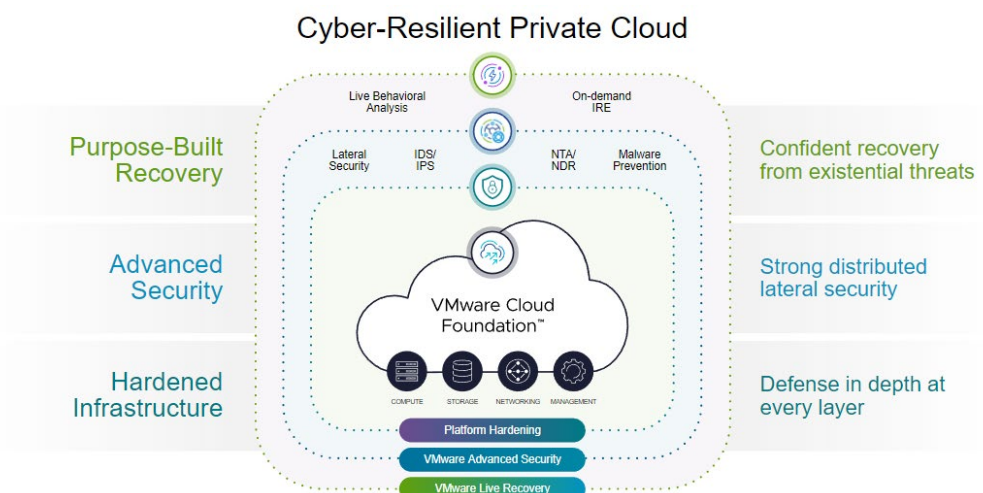 Cyber-Resilient Private Cloud
Live Behavioral
Analysis
On-demand
IRE
Purpose-Built
Recovery
Lateral
Security
IDS/
IPS
NTA/
NDR
Malware
Prevention
Confident recovery
from existential threats
Advanced
Security
VMware Cloud
Foundation™
Strong distributed
lateral security
Hardened
Infrastructure
COMPUTE
STORAGE
NETWORKING
MANAGEMENT
Defense in depth at
every layer
Platform Hardening
VMware Advanced Security
VMware Live Recovery